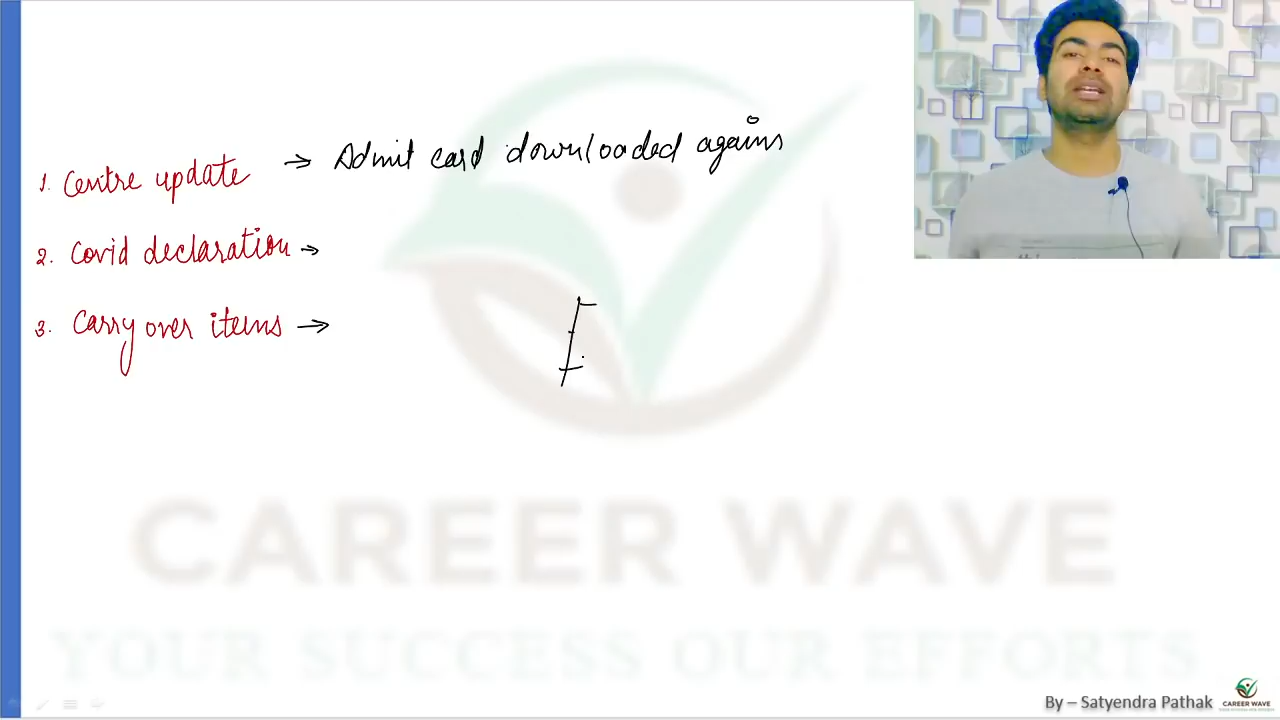 1. Centre update → Admit card downloaded agains
2. Covid declaration →
3. Carry over items →
CAREER WAVE
YOUR SUCCESS OUR EFFORTS
By – Satyendra Pathak
CAREER WAVE